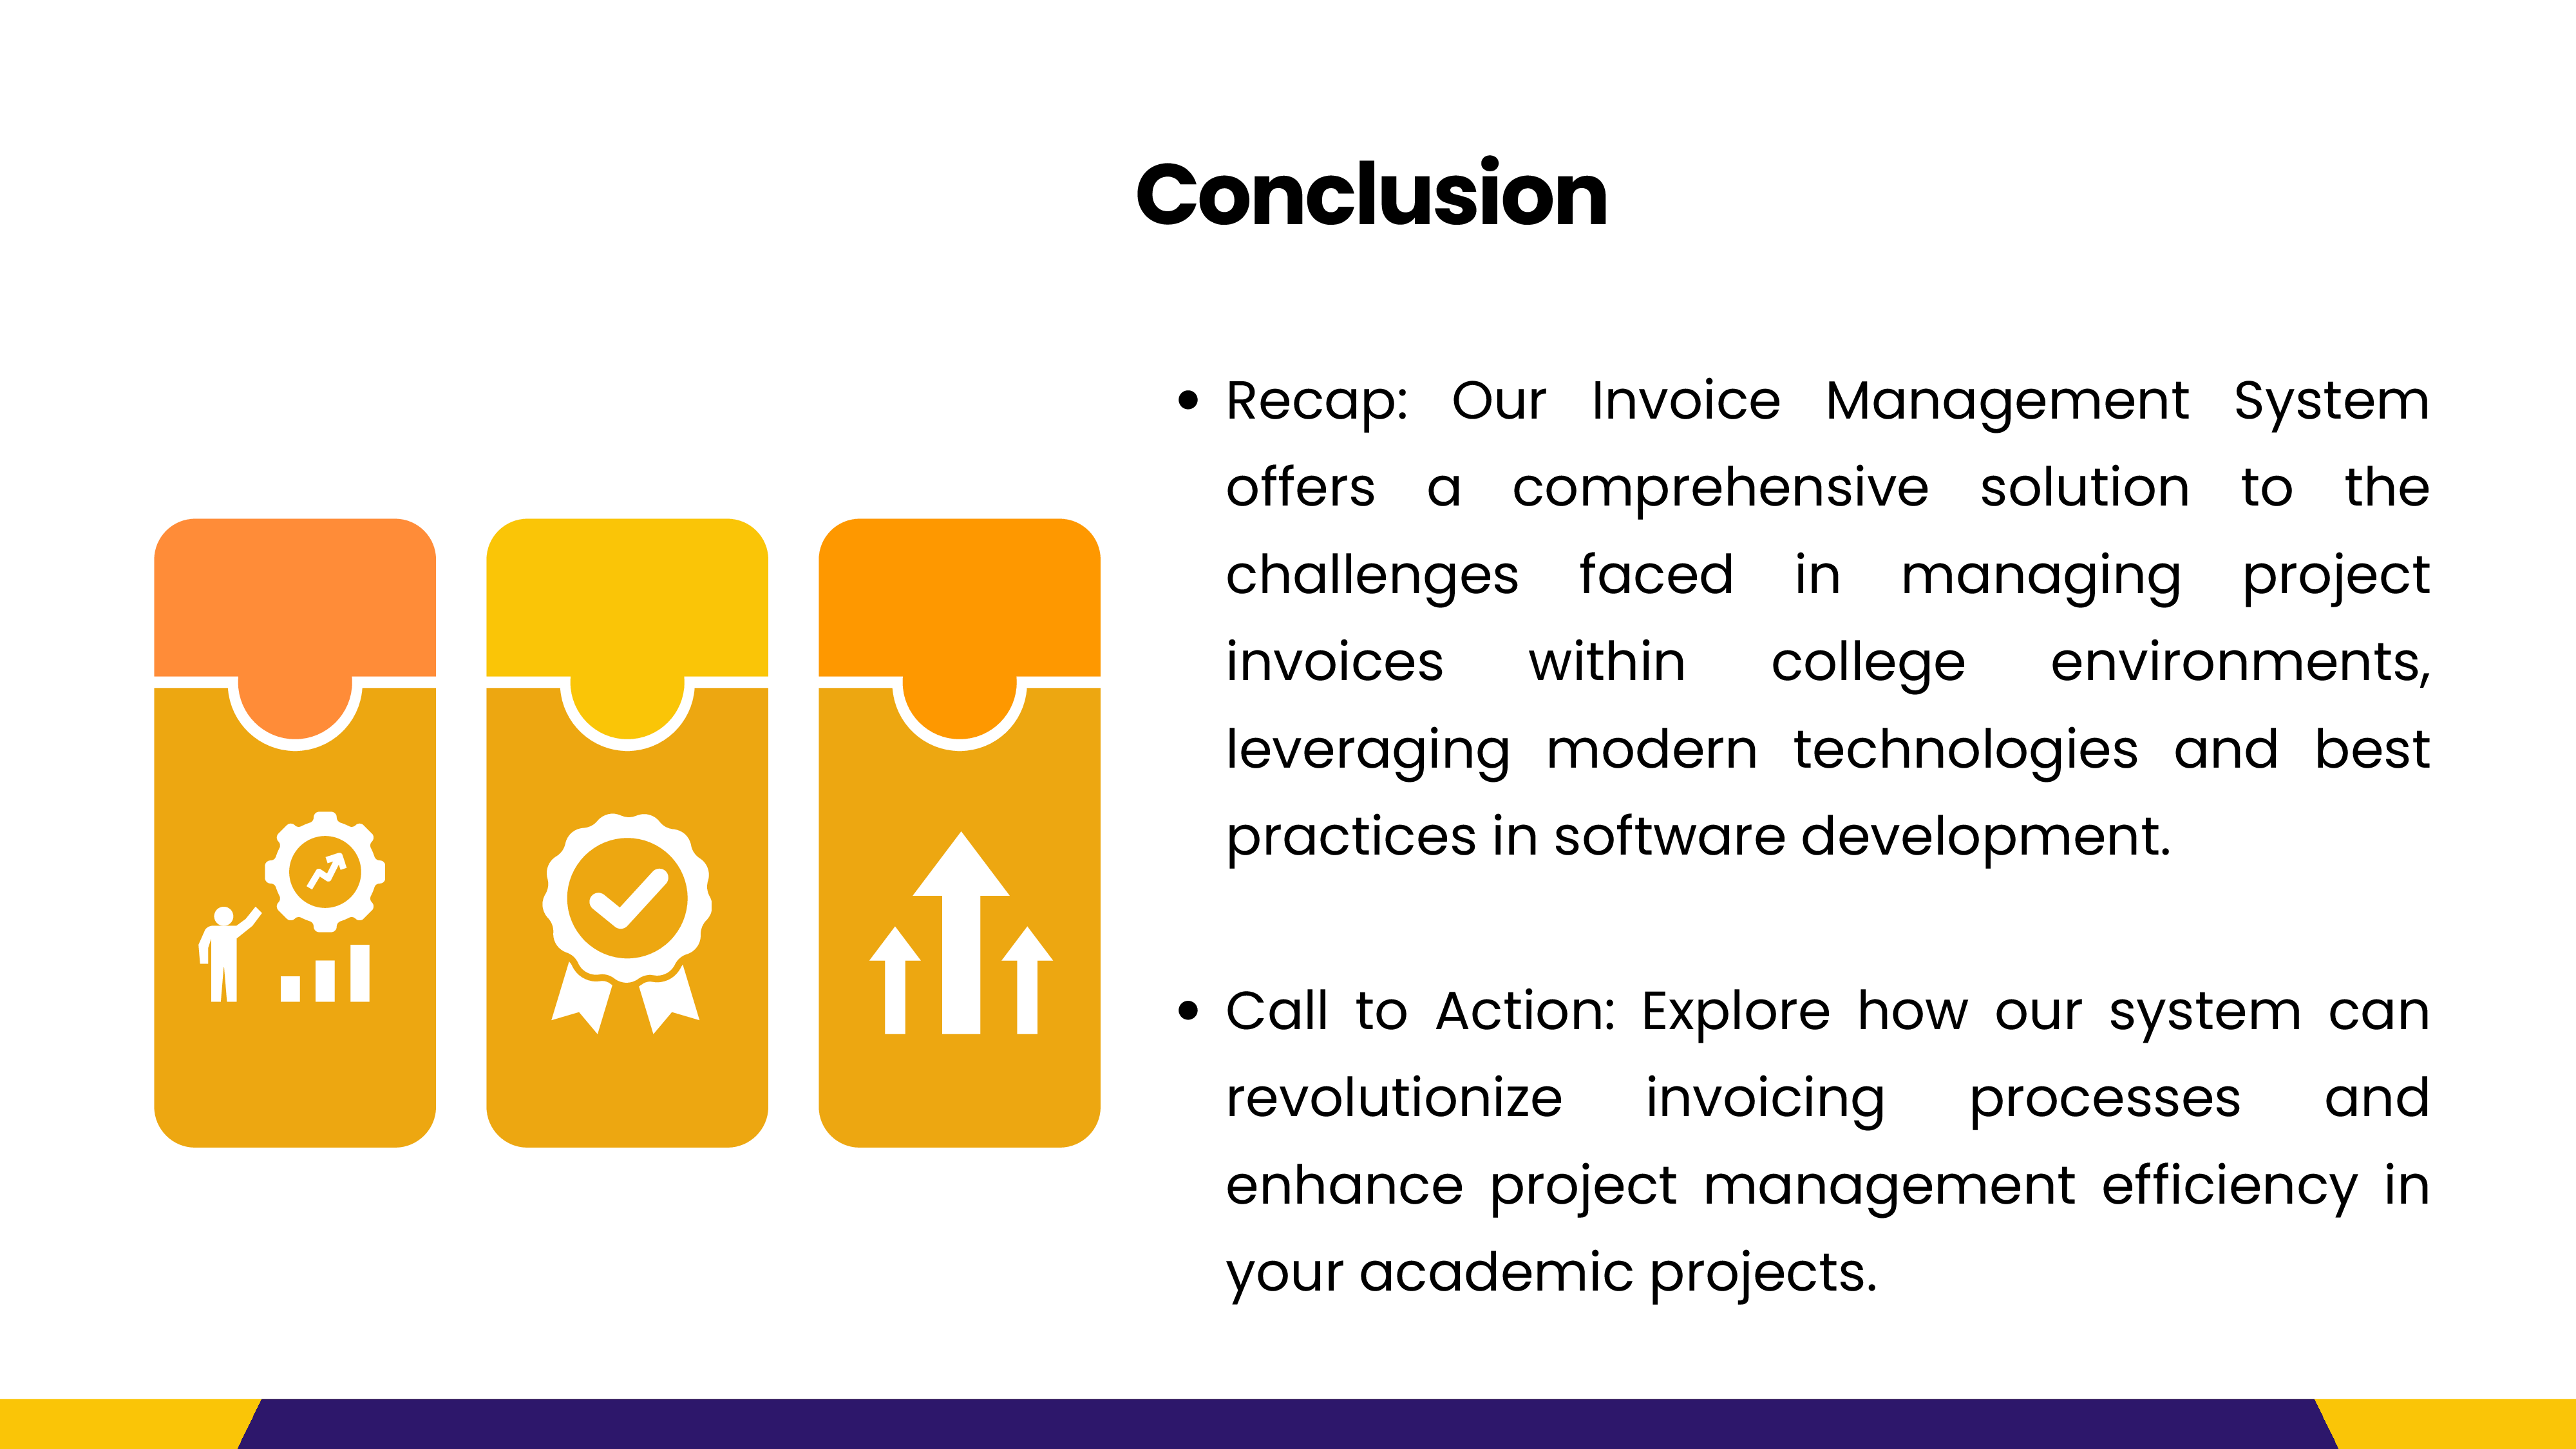 Conclusion
Recap: Our Invoice Management System
offers a comprehensive solution to the
challenges faced in managing project
invoices within college environments,
leveraging modern technologies and best
practices in software development.
Call to Action: Explore how our system can
revolutionize invoicing processes and
enhance project management efficiency in
your academic projects.